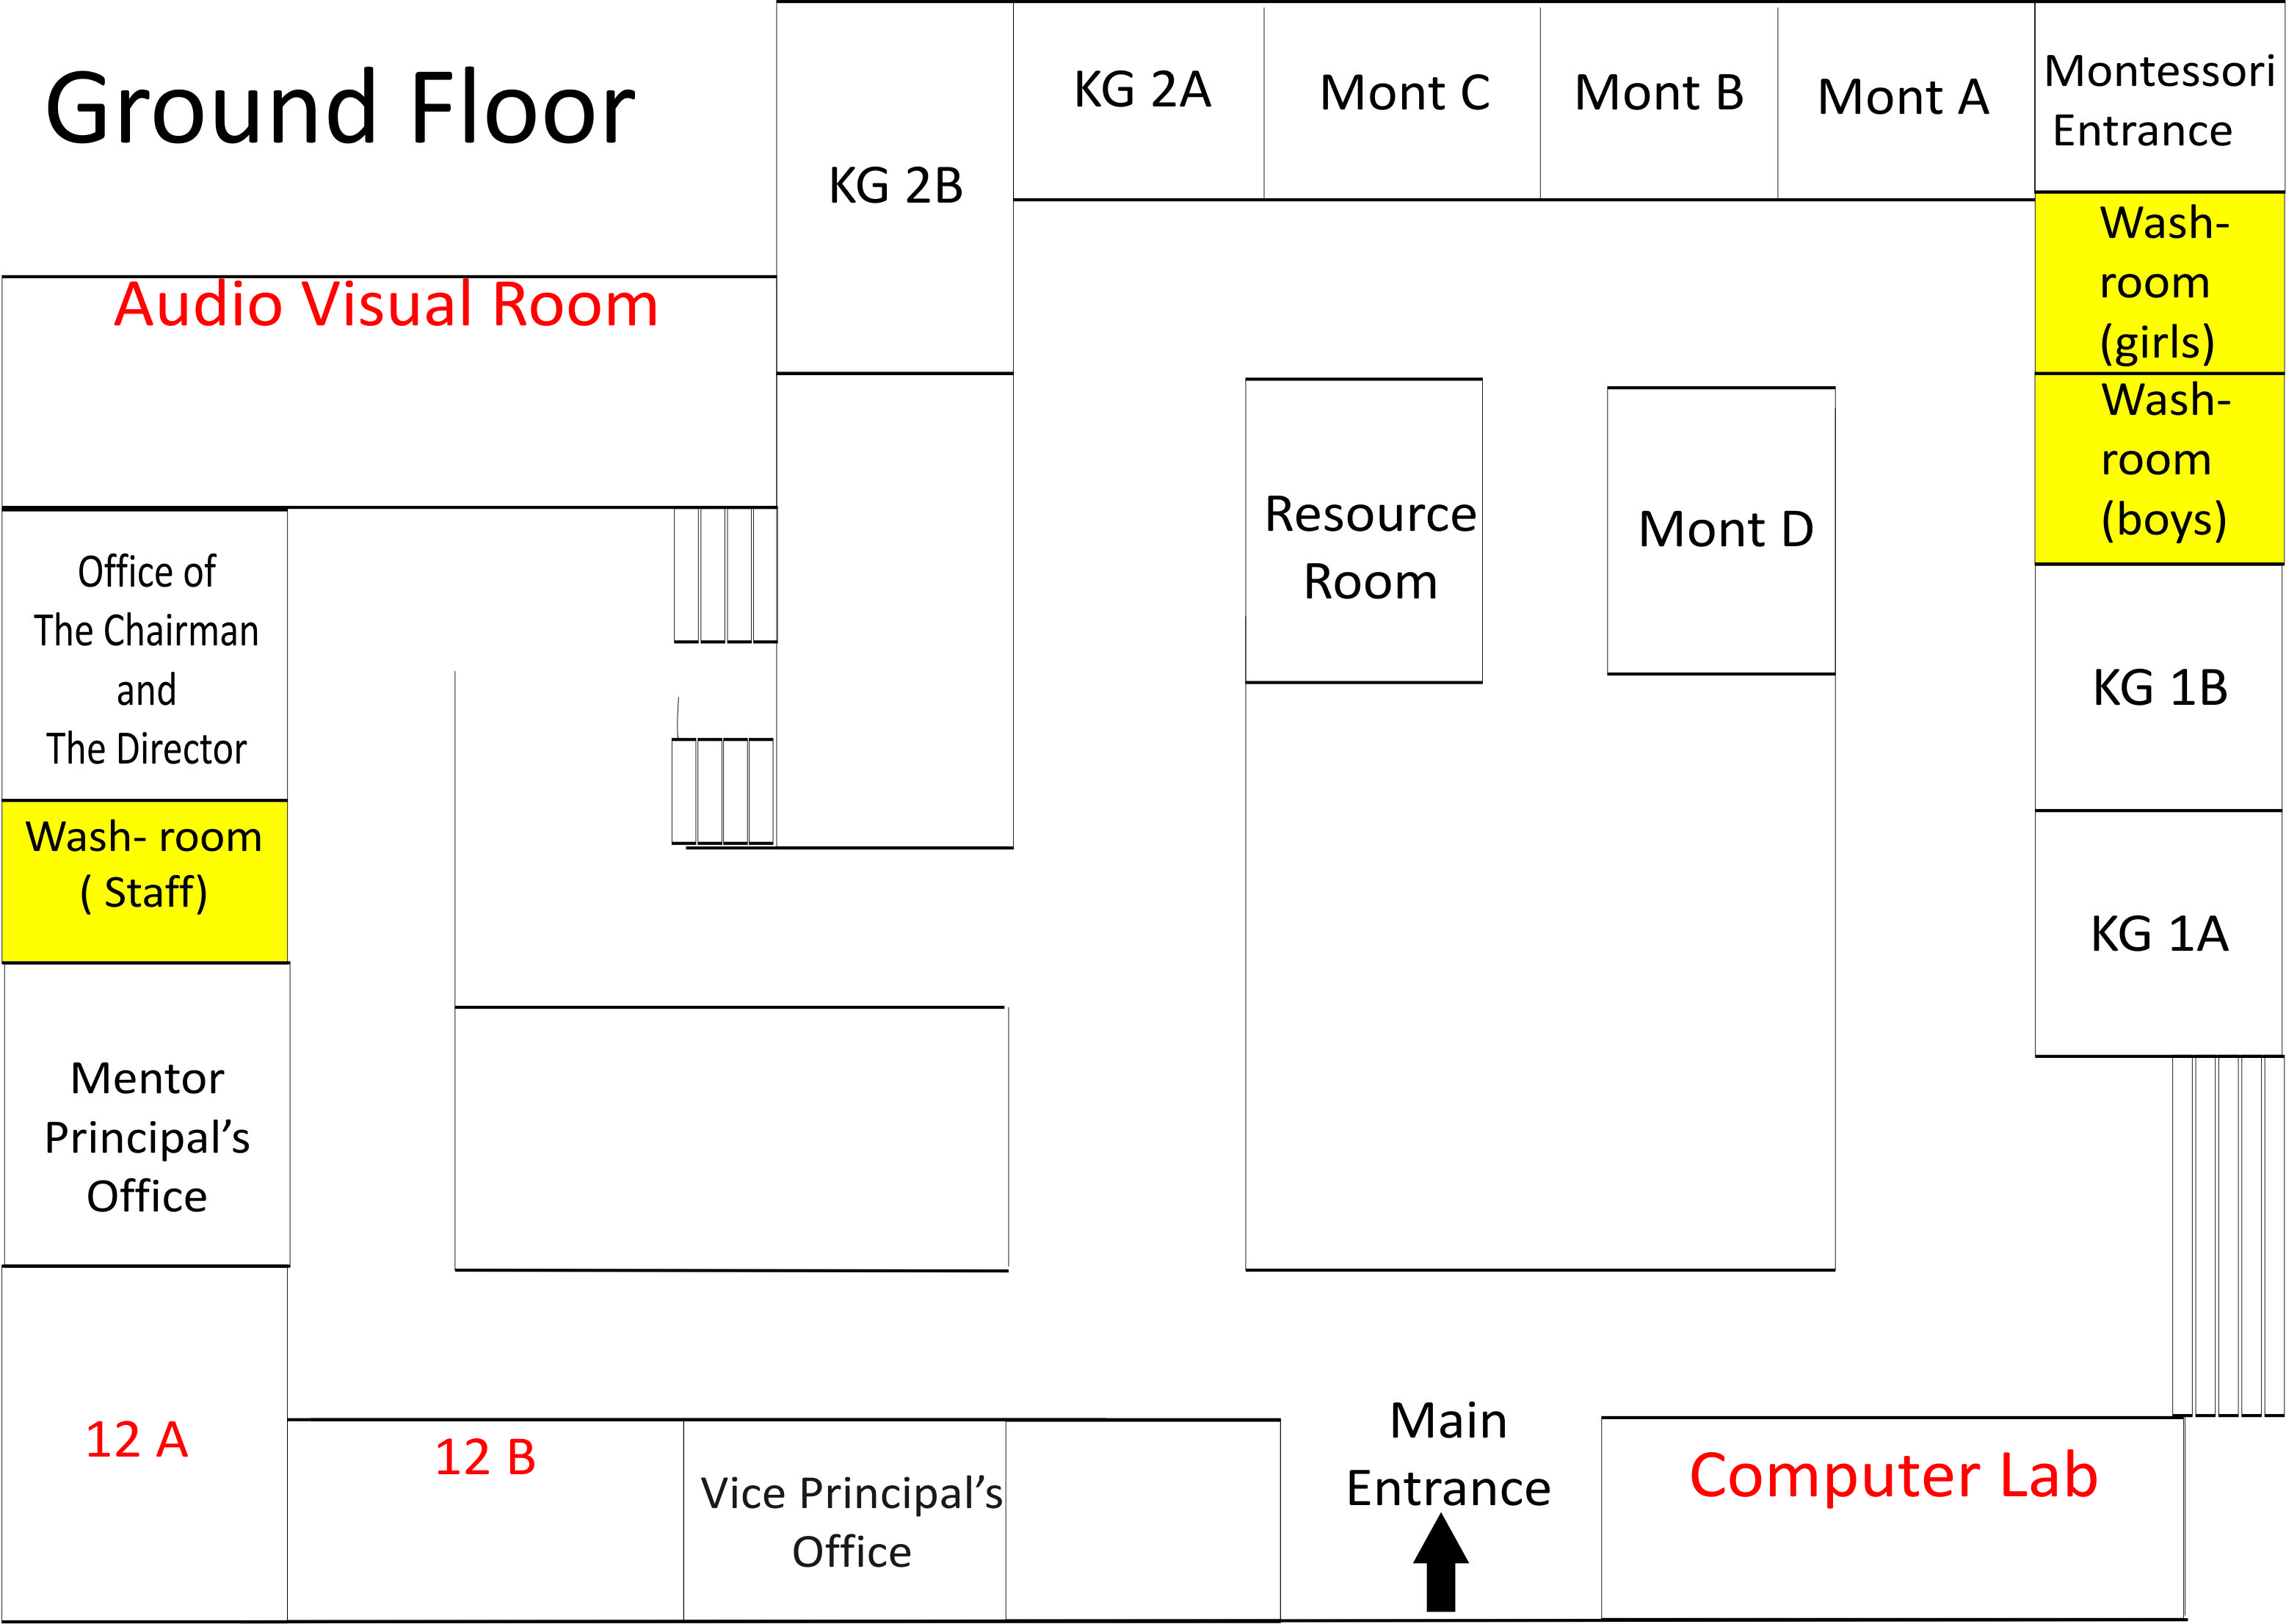 Ground Floor
KG 2B
KG 2A
Mont C
Mont B
Mont A
Montessori
Entrance
Wash-
room
(girls)
Audio Visual Room
Wash-
room
(boys)
Resource
Room
Mont D
Office of
The Chairman
and
The Director
KG 1B
Wash- room
( Staff)
KG 1A
Mentor
Principal’s
Office
12 A
12 B
Vice Principal’s
Office
Main
Entrance
Computer Lab